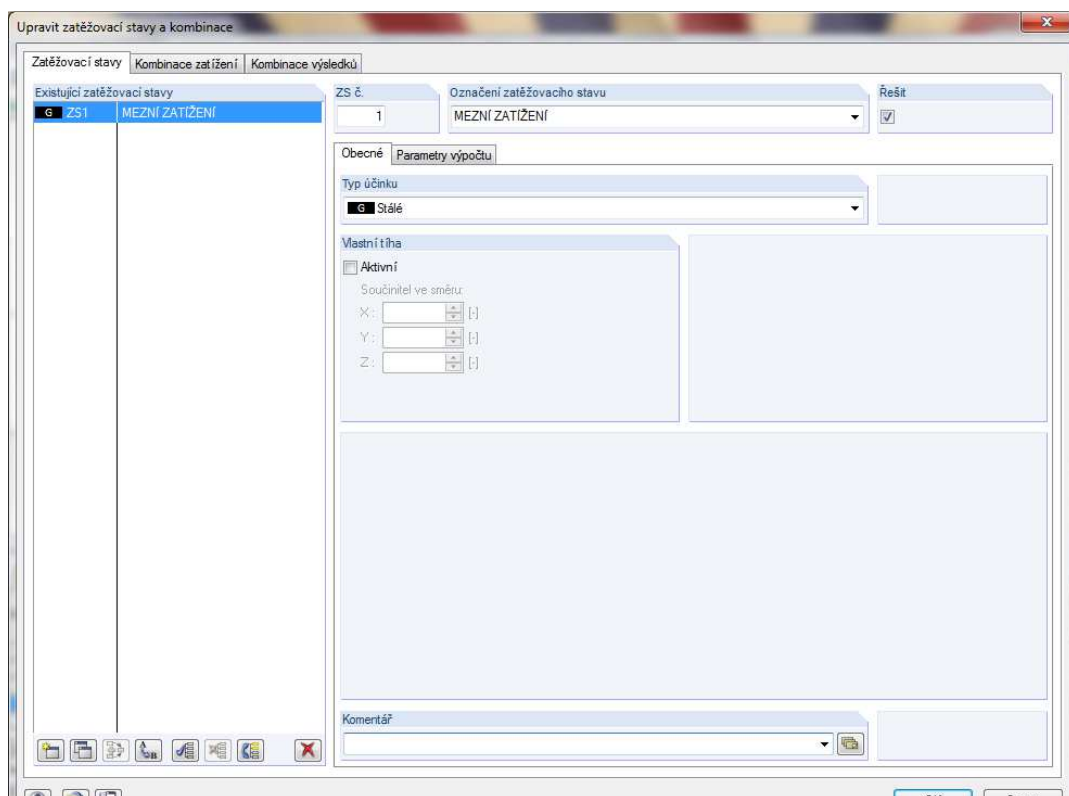 Upravit zatěžovací stavy a kombinace
Zatěžovací stavy Kombinace zatížení Kombinace výsledků
Existující zatěžovací stavy
G ZS1 MEZNÍ ZATÍŽENÍ
ZS č.
1
Označení zatěžovacího stavu
MEZNÍ ZATÍŽENÍ
Řešit
Obecné Parametry výpočtu
Typ účinku
G Stálé
Vlastní tíha
Aktivní
Součinitel ve směru:
X: [-]
Y: [-]
Z: [-]
Komentář